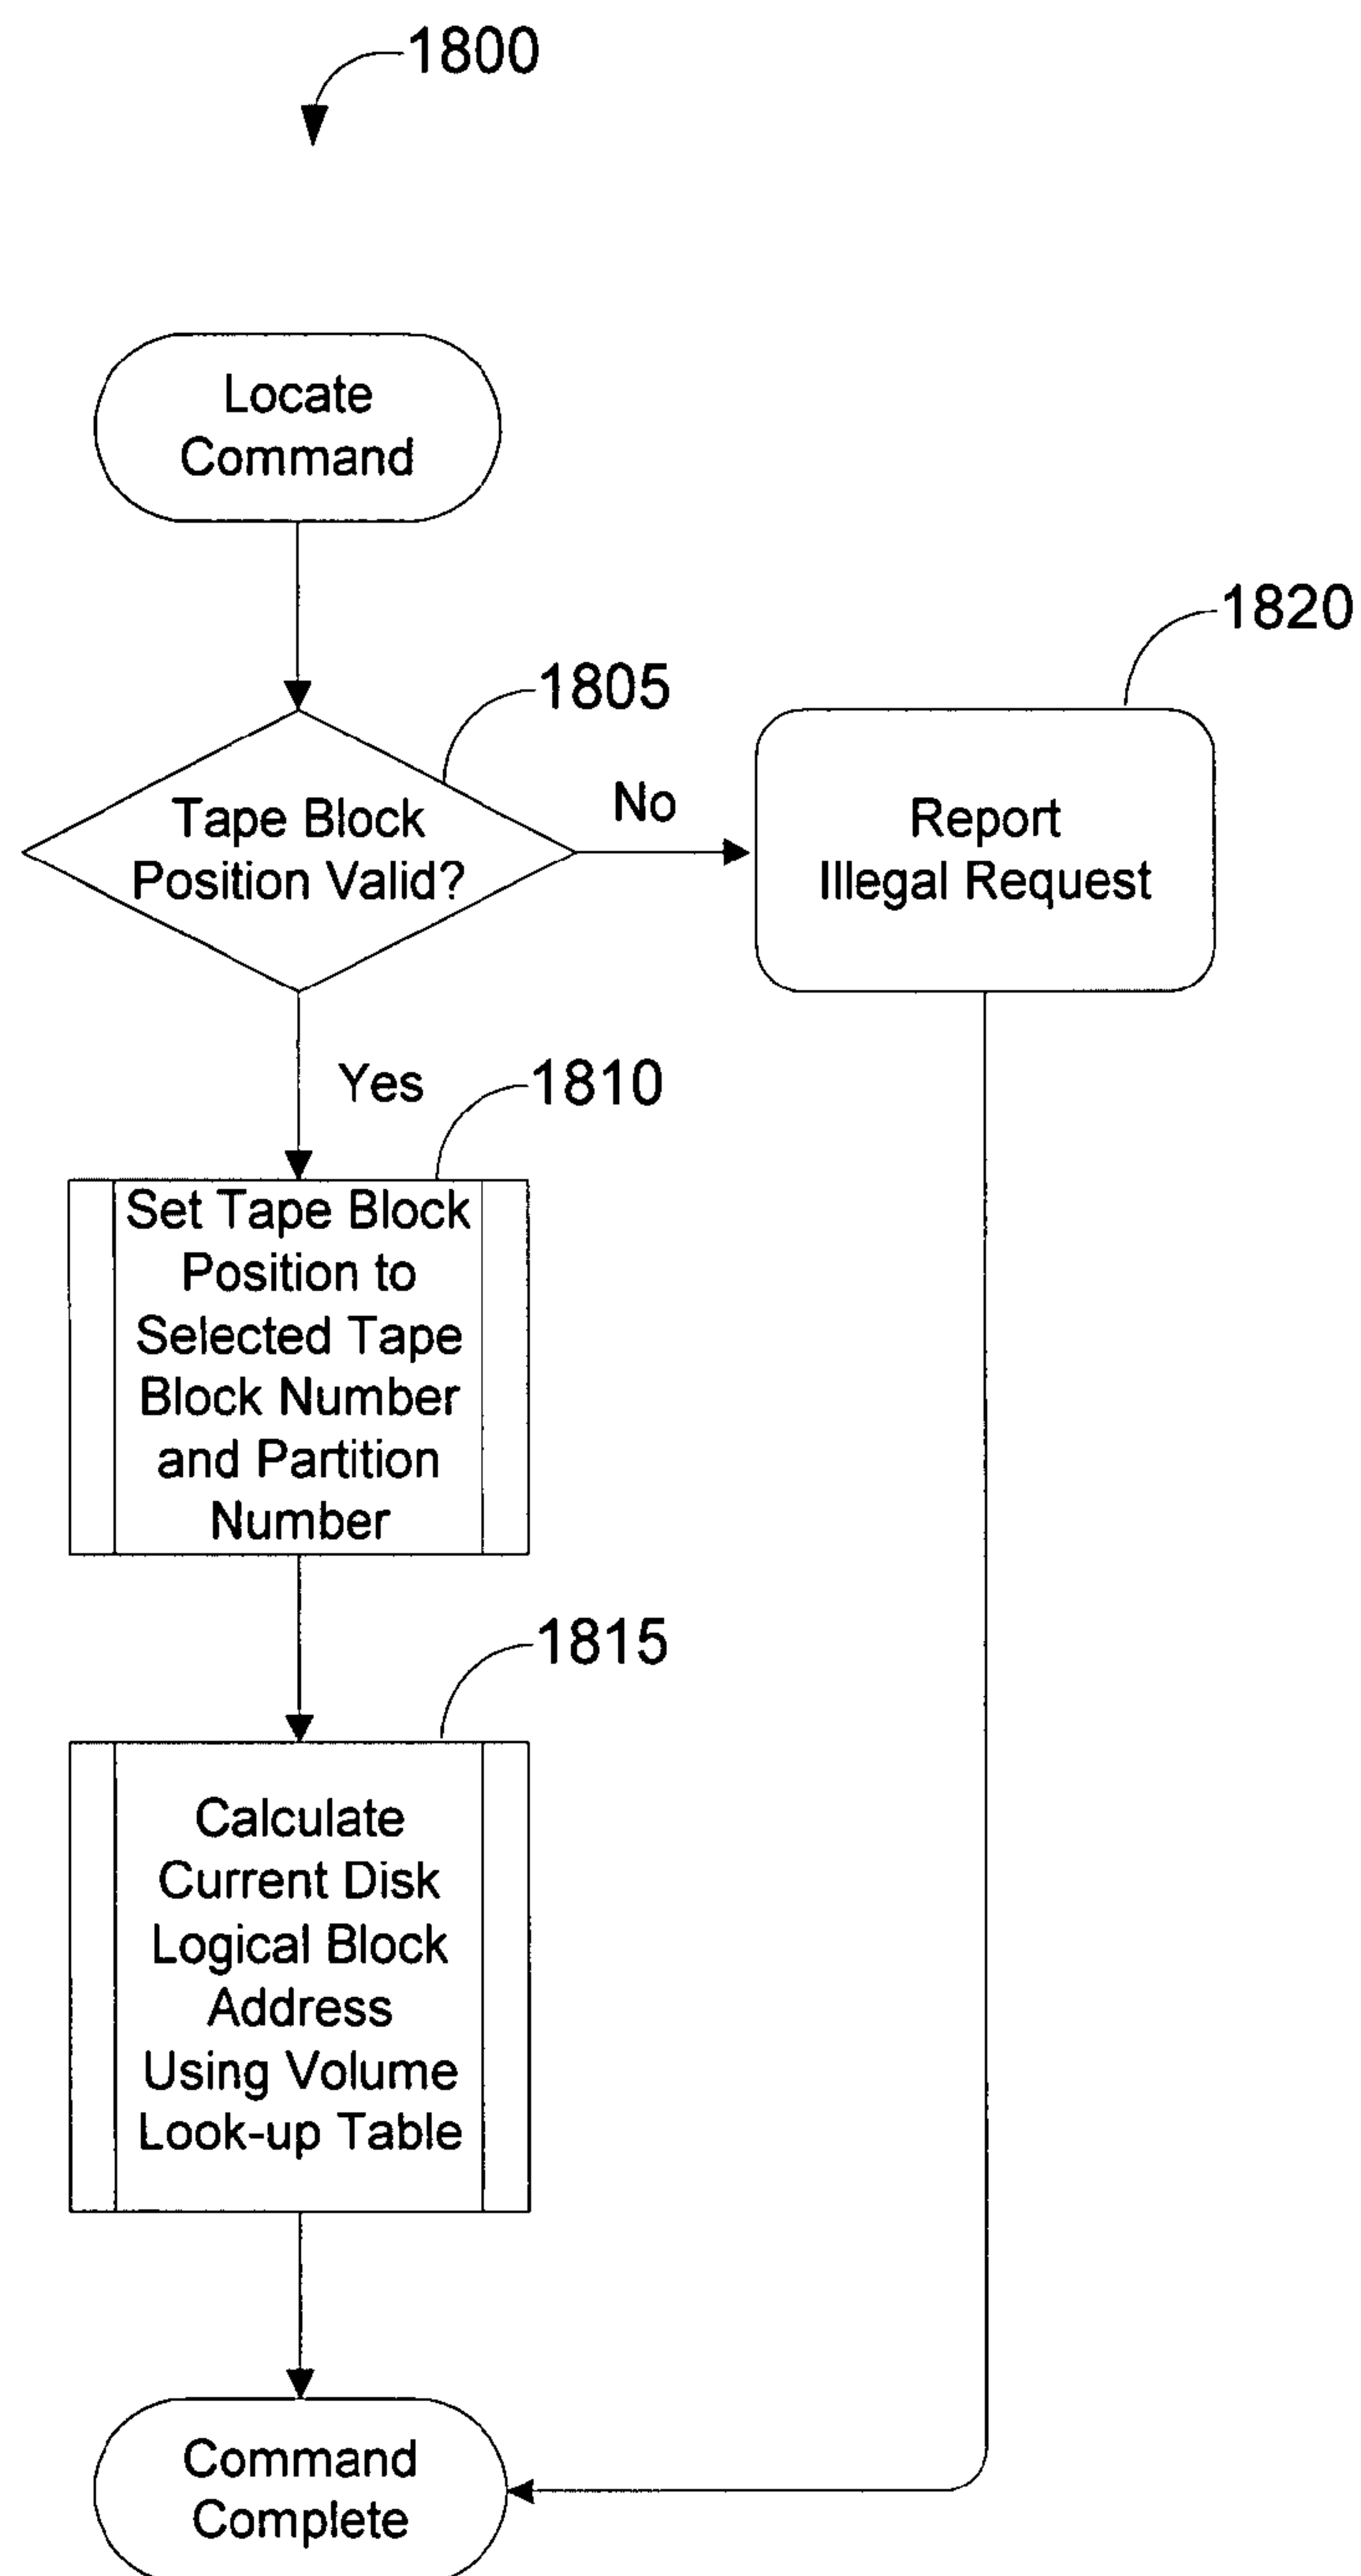 1800
Locate
Command
1805
Tape Block
Position Valid?
No
1820
Report
Illegal Request
Yes
1810
Set Tape Block
Position to
Selected Tape
Block Number
and Partition
Number
1815
Calculate
Current Disk
Logical Block
Address
Using Volume
Look-up Table
Command
Complete